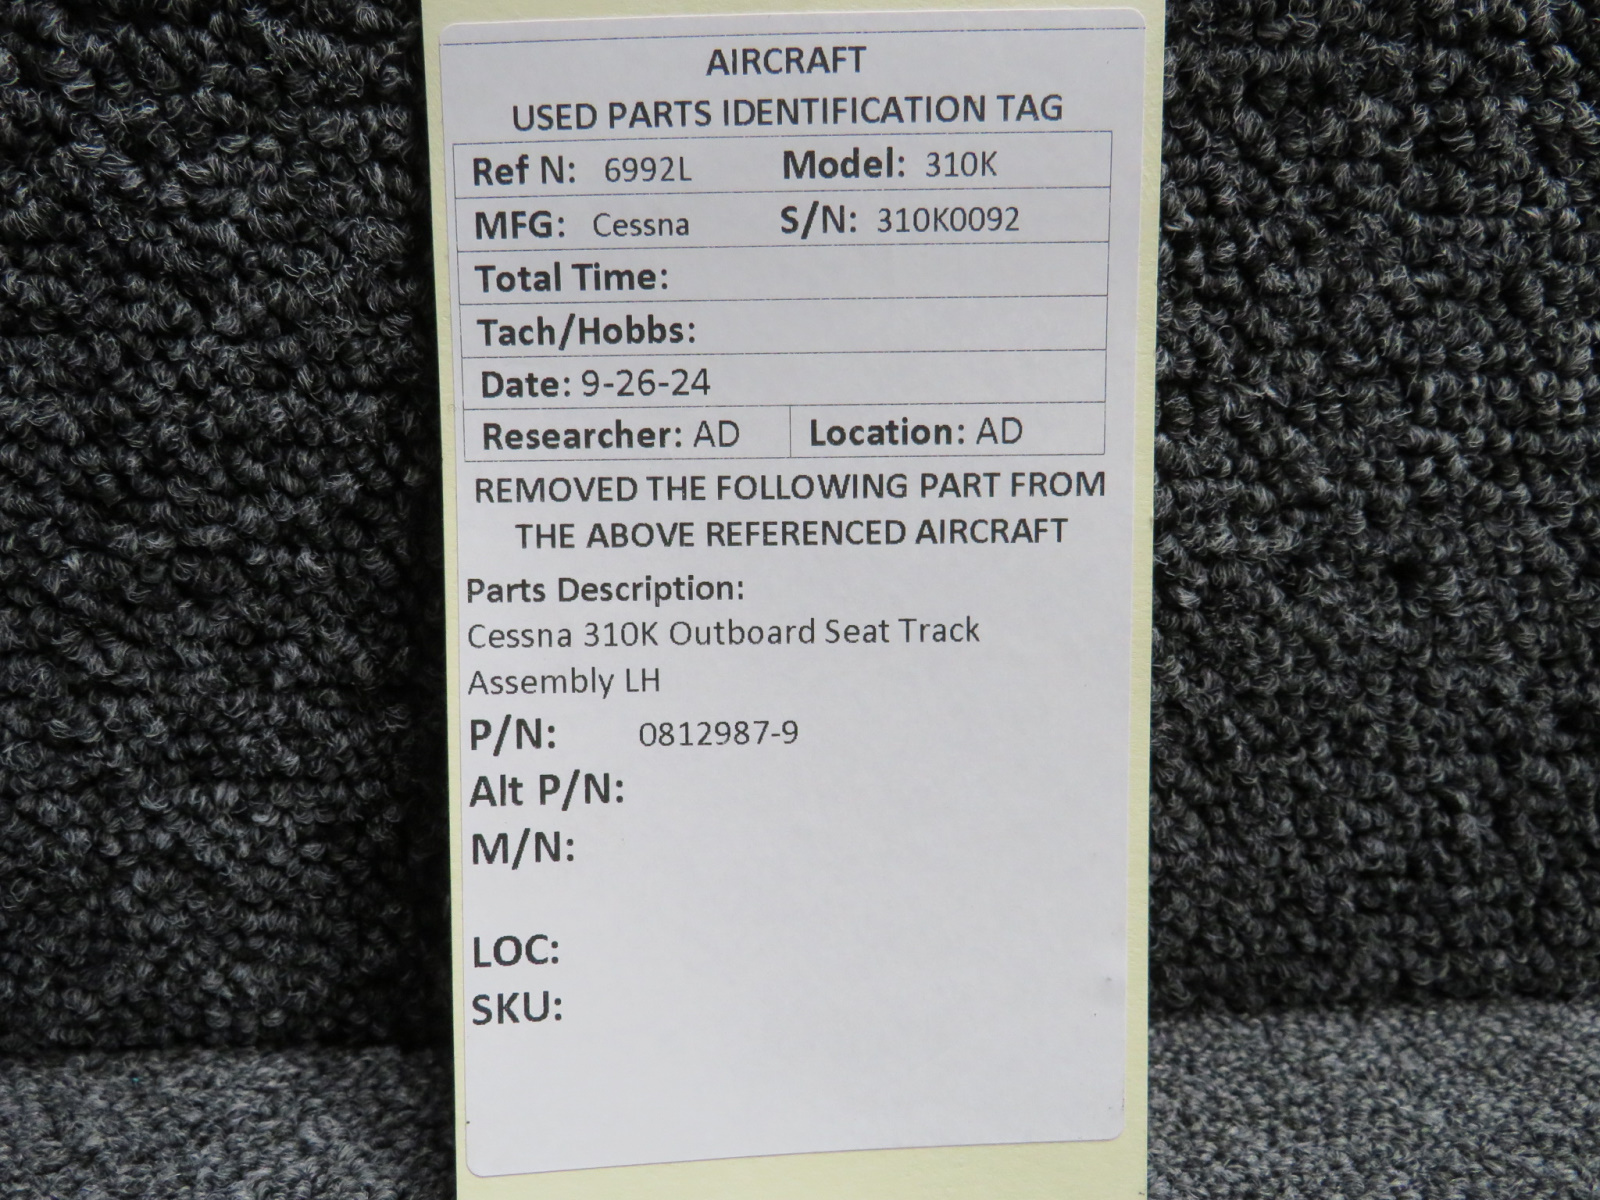 AIRCRAFT
USED PARTS IDENTIFICATION TAG
Ref N: 6992L Model: 310K
MFG: Cessna S/N: 310K0092
Total Time:
Tach/Hobbs:
Date: 9-26-24
Researcher: AD Location: AD
REMOVED THE FOLLOWING PART FROM
THE ABOVE REFERENCED AIRCRAFT
Parts Description:
Cessna 310K Outboard Seat Track
Assembly LH
P/N: 0812987-9
Alt P/N:
M/N:
LOC:
SKU: